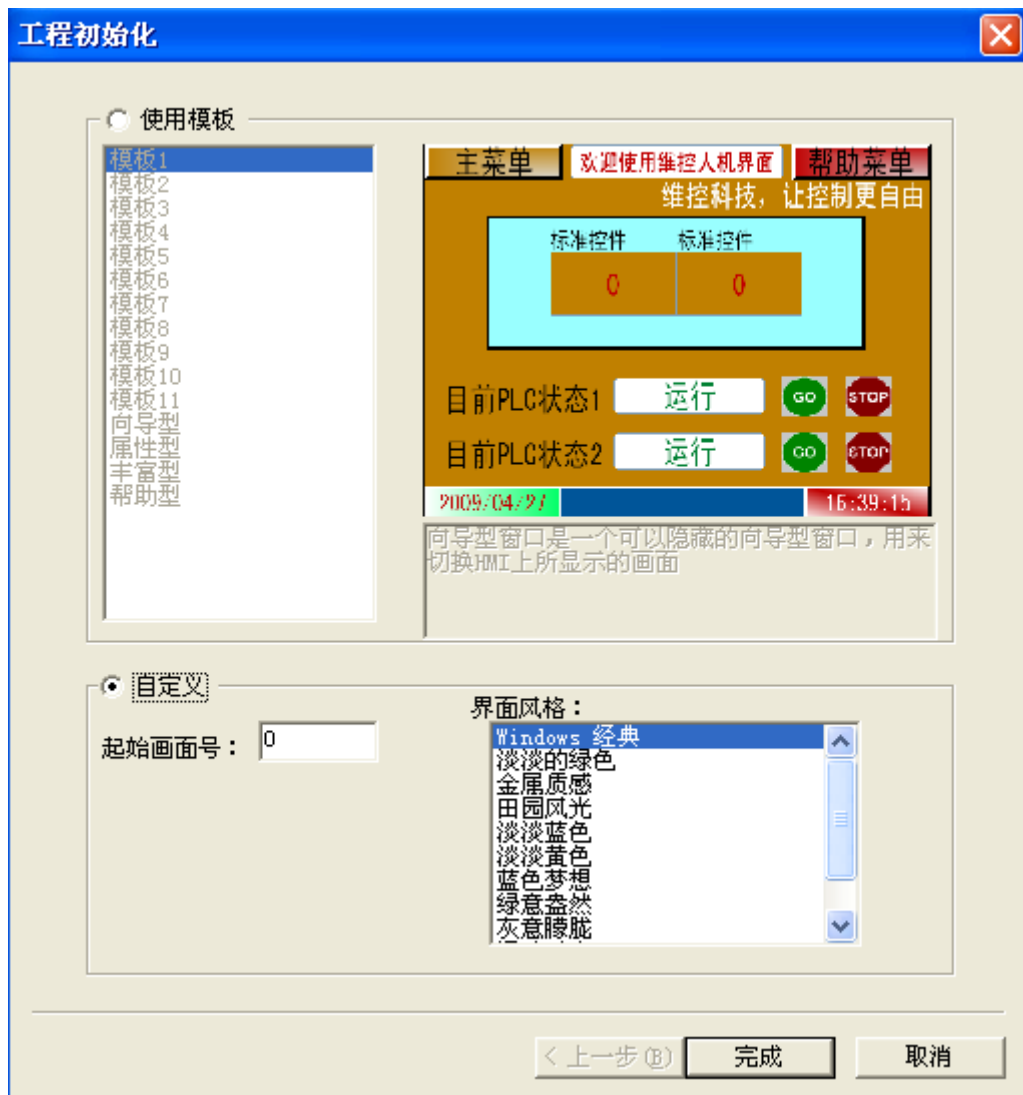 工程初始化
使用模板
模板1
模板2
模板3
模板4
模板5
模板6
模板7
模板8
模板9
模板10
模板11
向导型
属性型
丰富型
帮助型
主菜单 欢迎使用维控人机界面 帮助菜单
维控科技，让控制更自由
标准控件 标准控件
0 0
目前PLC状态1 运行 GO STOP
目前PLC状态2 运行 GO STOP
2009/04/27 16:39:15
向导型窗口是一个可以隐藏的向导型窗口，用来
切换HMI上所显示的画面
自定义
起始画面号： 0
界面风格：
Windows 经典
淡淡的绿色
金属质感
田园风光
淡淡蓝色
淡淡黄色
蓝色梦想
绿意盎然
灰意朦胧
< 上一步(B) 完成 取消